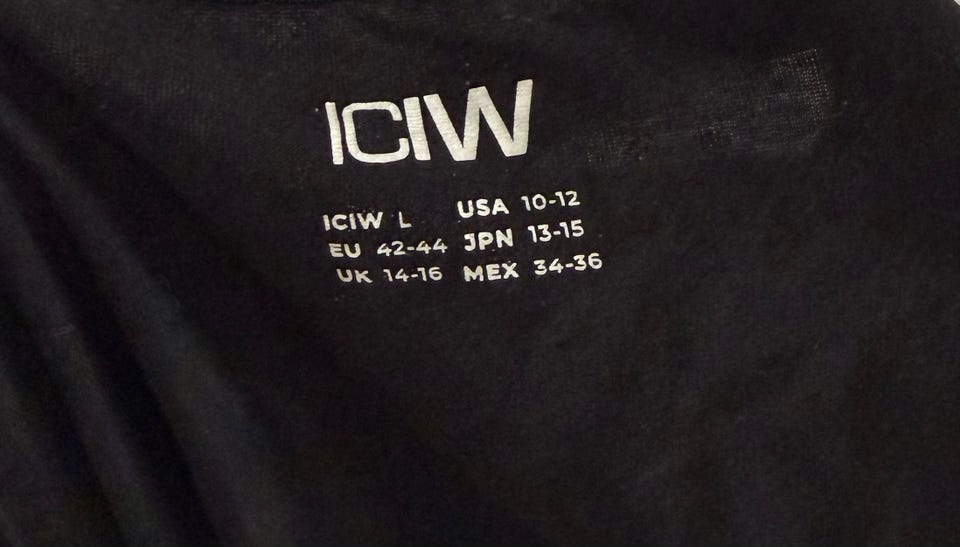 ICIW
ICIW L USA 10-12
EU 42-44 JPN 13-15
UK 14-16 MEX 34-36